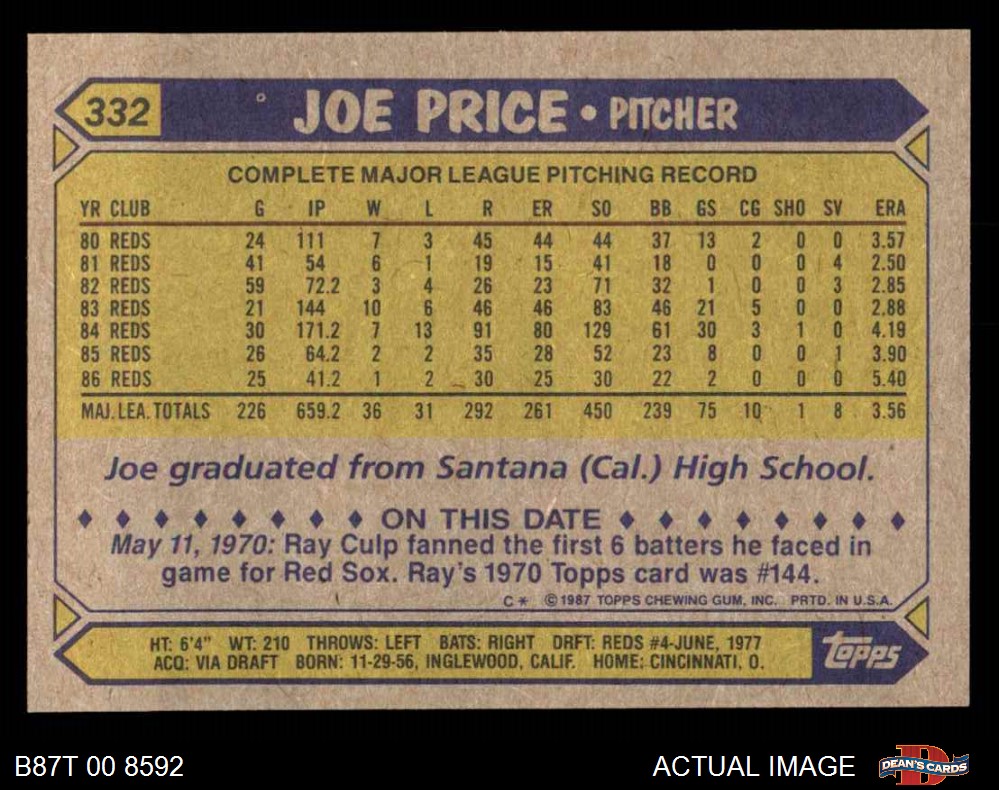 332 JOE PRICE • PITCHER
COMPLETE MAJOR LEAGUE PITCHING RECORD
YR CLUB G IP W L R ER SO BB GS CG SHO SV ERA
80 REDS 24 111 7 3 45 44 44 37 13 2 0 0 3.57
81 REDS 41 54 6 1 19 15 41 18 0 0 0 4 2.50
82 REDS 59 72.2 3 4 26 23 71 32 1 0 0 3 2.85
83 REDS 21 144 10 6 46 46 83 46 21 5 0 0 2.88
84 REDS 30 171.2 7 13 91 80 129 61 30 3 1 0 4.19
85 REDS 26 64.2 2 2 35 28 52 23 8 0 0 1 3.90
86 REDS 25 41.2 1 2 30 25 30 22 2 0 0 0 5.40
MAJ. LEA. TOTALS 226 659.2 36 31 292 261 450 239 75 10 1 8 3.56
Joe graduated from Santana (Cal.) High School.
♦ ♦ ♦ ♦ ♦ ♦ ♦ ♦ ON THIS DATE ♦ ♦ ♦ ♦ ♦ ♦ ♦ ♦
May 11, 1970: Ray Culp fanned the first 6 batters he faced in
game for Red Sox. Ray's 1970 Topps card was #144.
C* ©1987 TOPPS CHEWING GUM, INC. PRTD. IN U.S.A.
HT: 6'4" WT: 210 THROWS: LEFT BATS: RIGHT DRFT: REDS #4-JUNE, 1977
ACQ: VIA DRAFT BORN: 11-29-56, INGLEWOOD, CALIF. HOME: CINCINNATI, O.
topps
B87T 00 8592 ACTUAL IMAGE DEAN'S CARDS